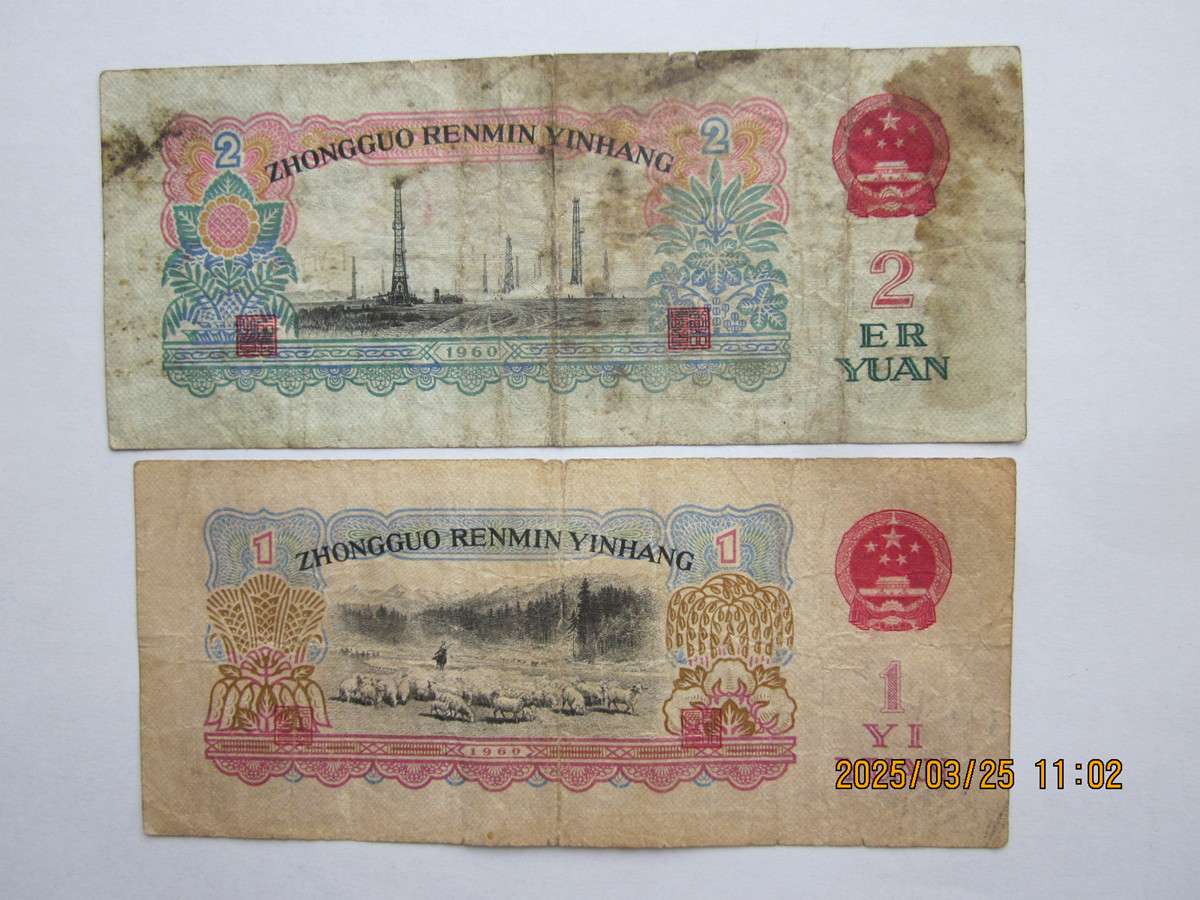 2
ZHONGGUO RENMIN YINHANG
2
2
ER
YUAN
1960
1
ZHONGGUO RENMIN YINHANG
1
1
YI
1960
2025/03/25 11:02